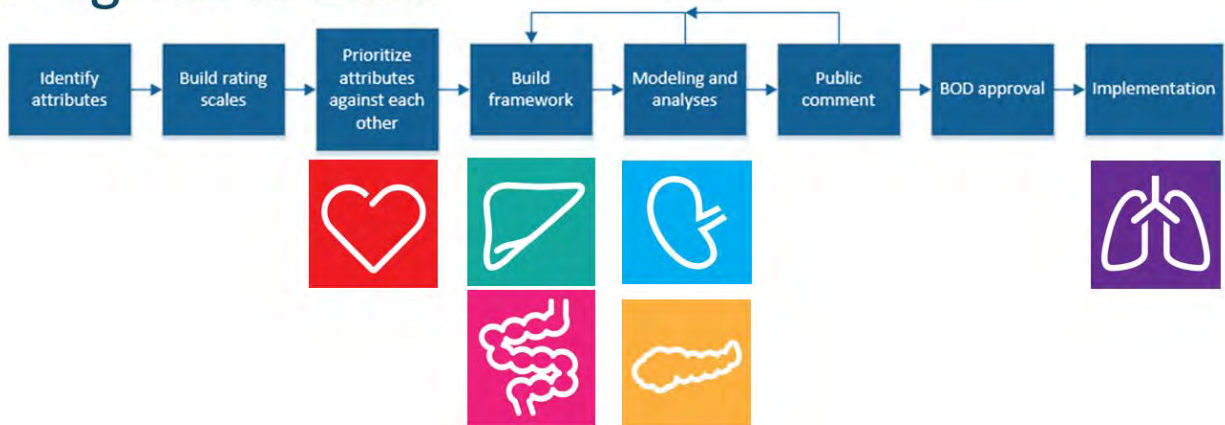 Identify
attributes
Build rating
scales
Prioritize
attributes
against each
other
Build
framework
Modeling and
analyses
Public
comment
BOD approval
Implementation